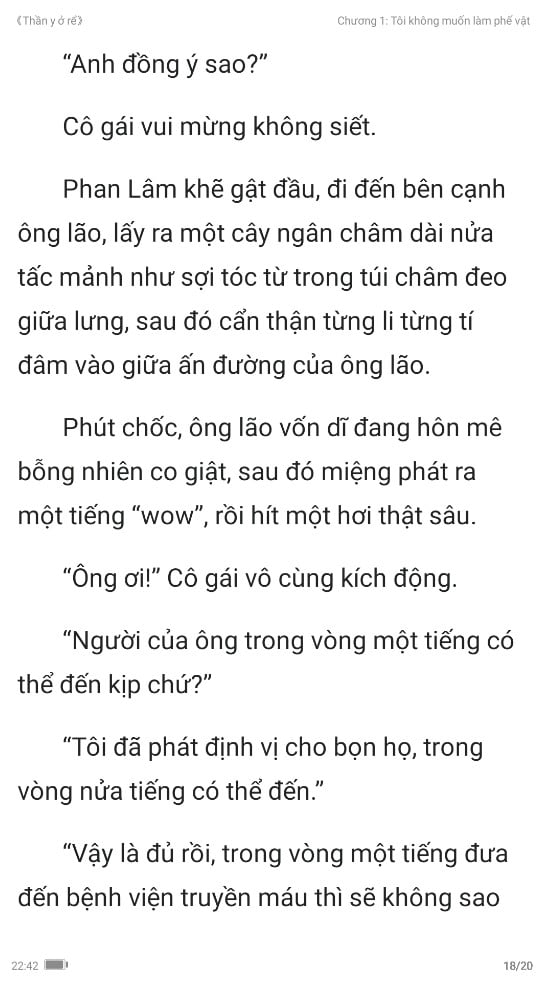 《Thần y ở rể》
Chương 1: Tôi không muốn làm phế vật
“Anh đồng ý sao?”
Cô gái vui mừng không siết.
Phan Lâm khẽ gật đầu, đi đến bên cạnh
ông lão, lấy ra một cây ngân châm dài nửa
tấc mảnh như sợi tóc từ trong túi châm đeo
giữa lưng, sau đó cẩn thận từng li từng tí
đâm vào giữa ấn đường của ông lão.
Phút chốc, ông lão vốn dĩ đang hôn mê
bỗng nhiên co giật, sau đó miệng phát ra
một tiếng “wow”, rồi hít một hơi thật sâu.
“Ông ơi!” Cô gái vô cùng kích động.
“Người của ông trong vòng một tiếng có
thể đến kịp chứ?”
“Tôi đã phát định vị cho bọn họ, trong
vòng nửa tiếng có thể đến.”
“Vậy là đủ rồi, trong vòng một tiếng đưa
đến bệnh viện truyền máu thì sẽ không sao
22:42
18/20